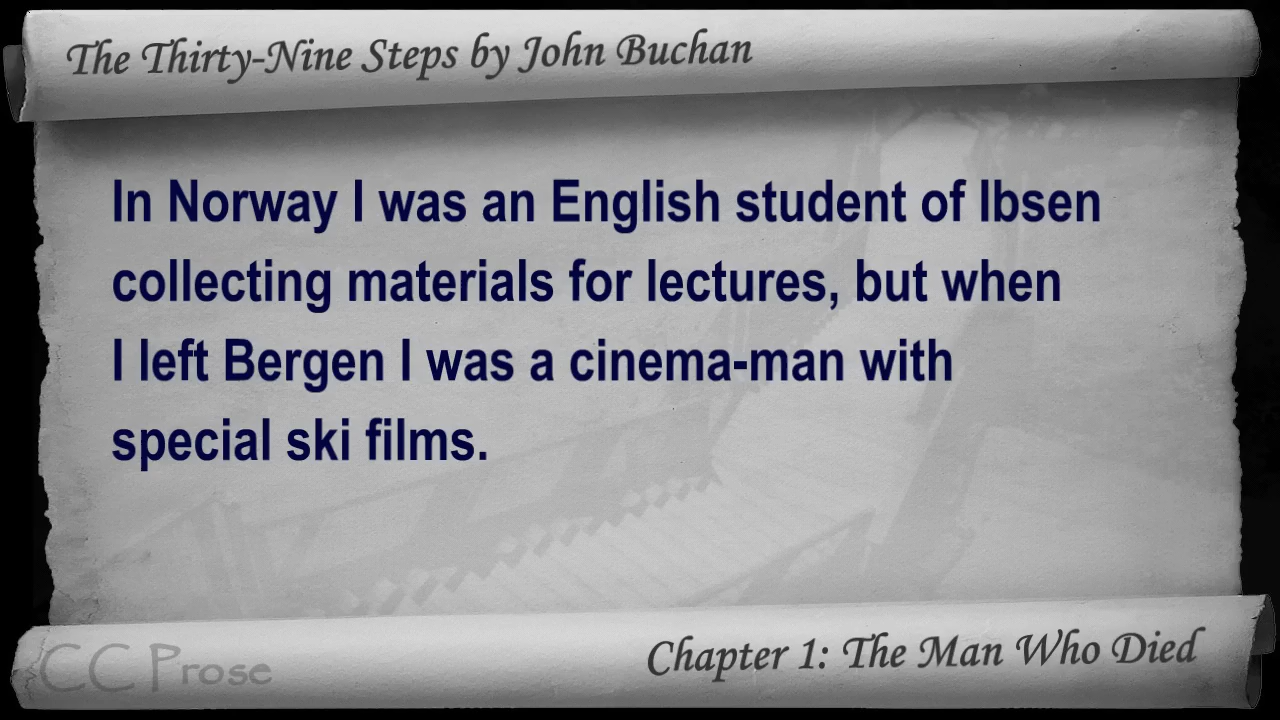 The Thirty-Nine Steps by John Buchan
In Norway I was an English student of Ibsen
collecting materials for lectures, but when
I left Bergen I was a cinema-man with
special ski films.
CC Prose
Chapter 1: The Man Who Died